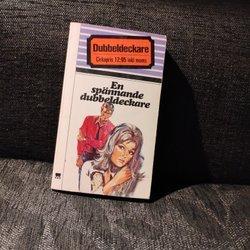 Dubbeldeckare
Cirkapris 12:95 inkl moms
En
spännande
dubbeldeckare